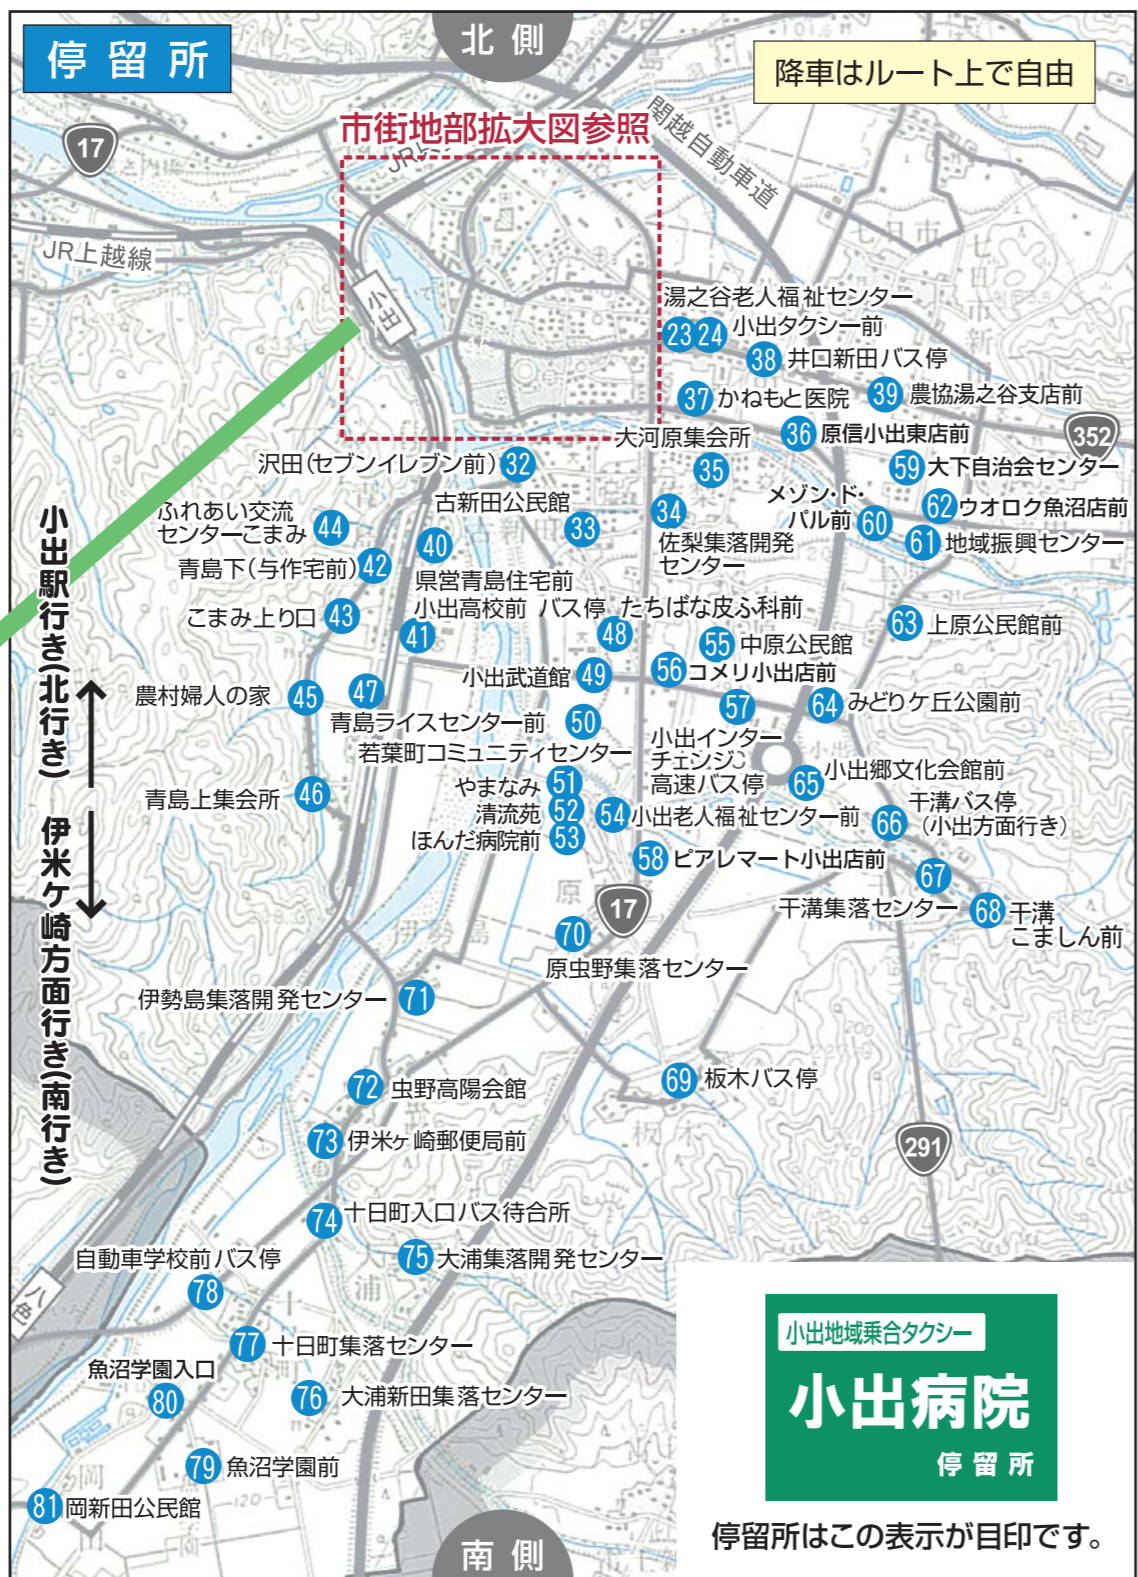 停留所
北側
降車はルート上で自由
17
市街地部拡大図参照
関越自動車道
JR上越線
小出
湯之谷老人福祉センター
23 24 小出タクシー前
38 井口新田バス停
37 かねもと医院
39 農協湯之谷支店前
352
大河原集会所
35
36 原信小出東店前
沢田(セブンイレブン前) 32
59 大下自治会センター
ふれあい交流
センターこまみ 44
古新田公民館
33
34
佐梨集落開発
センター
メゾン・ド・
パル前 60
62 ウオロク魚沼店前
61 地域振興センター
青島下(与作宅前) 42
40
県営青島住宅前
こまみ上り口 43
小出高校前 バス停
41
たちばな皮ふ科前
48
55 中原公民館
63 上原公民館前
小出武道館 49
56 コメリ小出店前
農村婦人の家 45
47
青島ライスセンター前
50
若葉町コミュニティセンター
57
小出インター
チェンジ
高速バス停
64 みどりケ丘公園前
やまなみ 51
清流苑 52
ほんだ病院前 53
54 小出老人福祉センター前
65 小出郷文化会館前
青島上集会所 46
66 干溝バス停
(小出方面行き)
58 ピアレマート小出店前
67
干溝集落センター
68 干溝
こましん前
17
70
原虫野集落センター
伊勢島
伊勢島集落開発センター 71
72 虫野高陽会館
69 板木バス停
板木
73 伊米ヶ崎郵便局前
291
74 十日町入口バス待合所
75 大浦集落開発センター
自動車学校前バス停
78
八色
77 十日町集落センター
魚沼学園入口
80
76 大浦新田集落センター
79 魚沼学園前
81 岡新田公民館
小出駅行き(北行き)
伊米ケ崎方面行き(南行き)
南側
小出地域乗合タクシー
小出病院
停留所
停留所はこの表示が目印です。